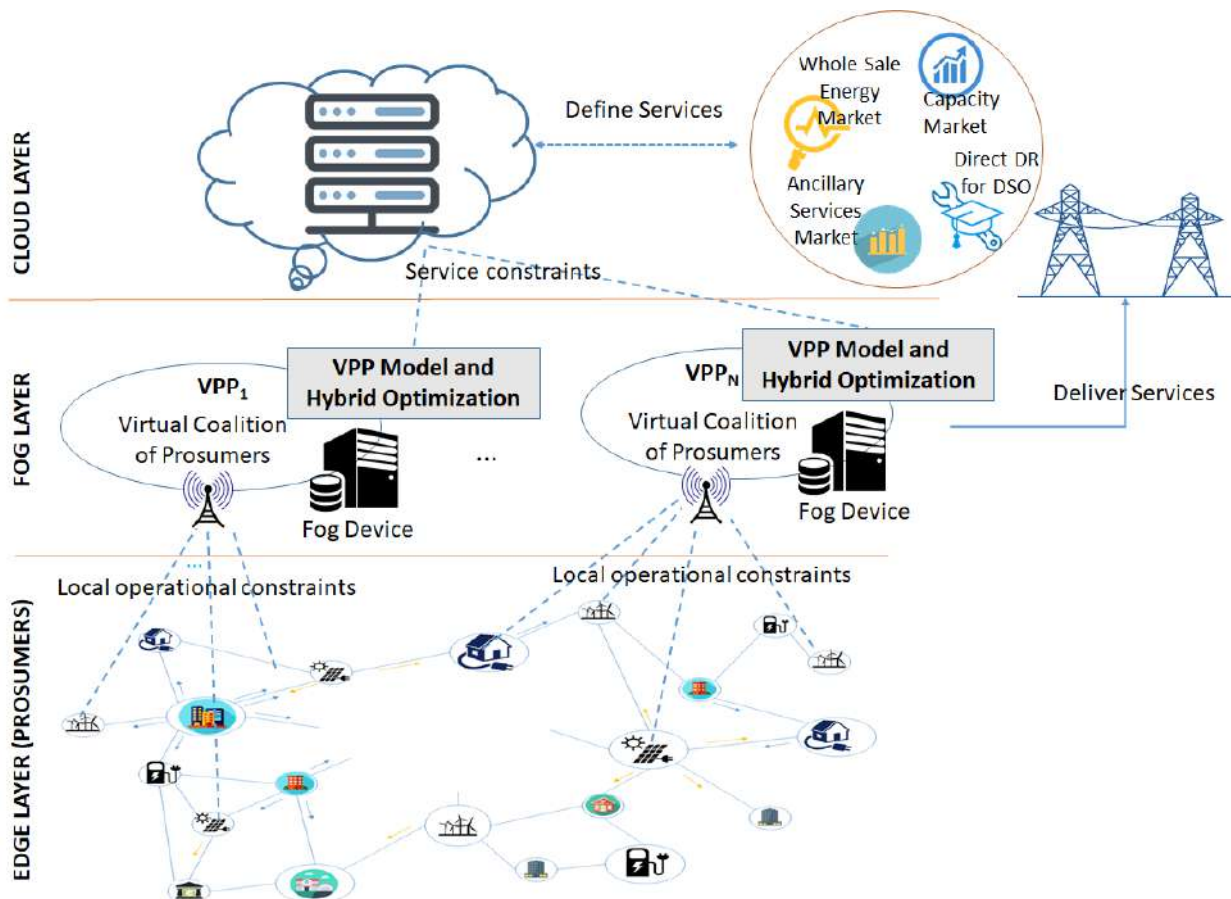 CLOUD LAYER
Define Services
Whole Sale
Energy
Market
Capacity
Market
Direct DR
for DSO
Ancillary
Services
Market
Service constraints
FOG LAYER
VPP1
Virtual Coalition
of Prosumers
VPP Model and
Hybrid Optimization
Fog Device
...
VPPN
Virtual Coalition
of Prosumers
VPP Model and
Hybrid Optimization
Fog Device
Deliver Services
EDGE LAYER (PROSUMERS)
...
Local operational constraints
Local operational constraints